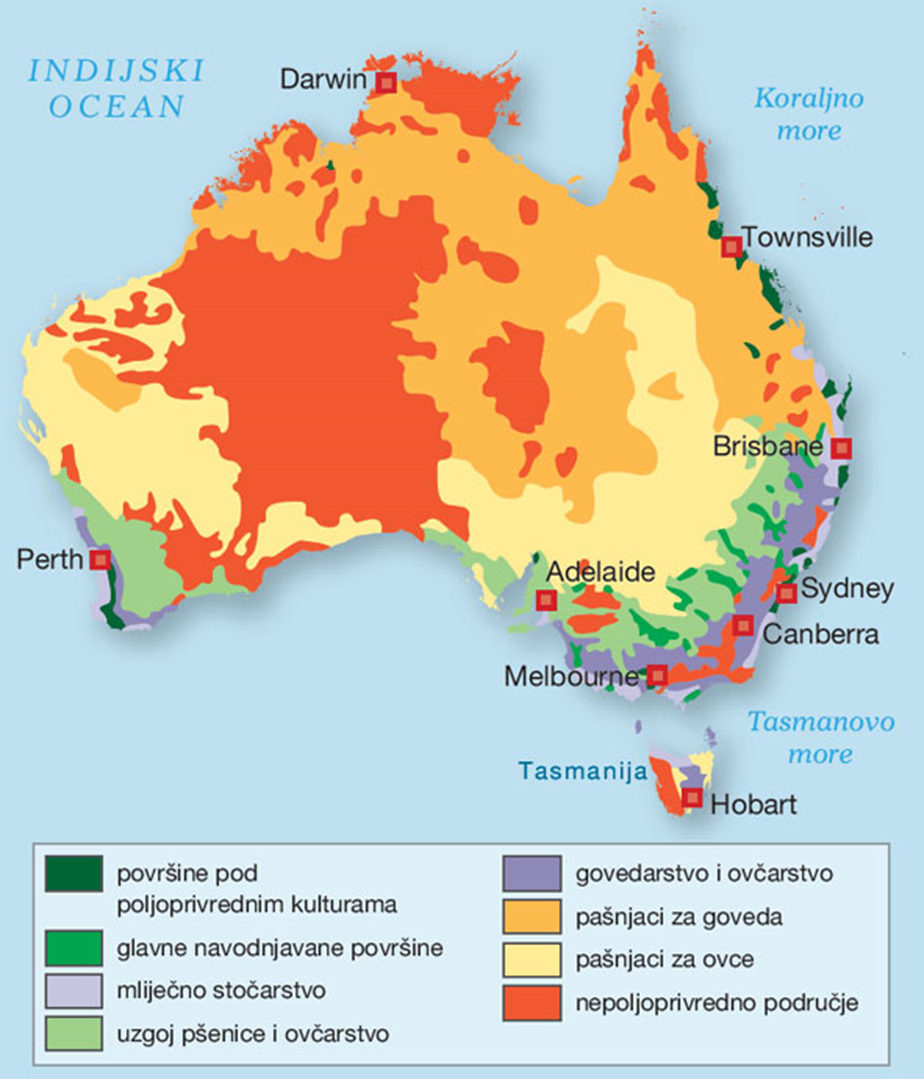 INDIJSKI
OCEAN
Darwin
Koraljno
more
Townsville
Brisbane
Perth
Adelaide
Sydney
Canberra
Melbourne
Tasmanovo
more
Tasmanija
Hobart
površine pod
poljoprivrednim kulturama
glavne navodnjavane površine
mliječno stočarstvo
uzgoj pšenice i ovčarstvo
govedarstvo i ovčarstvo
pašnjaci za goveda
pašnjaci za ovce
nepoljoprivredno područje